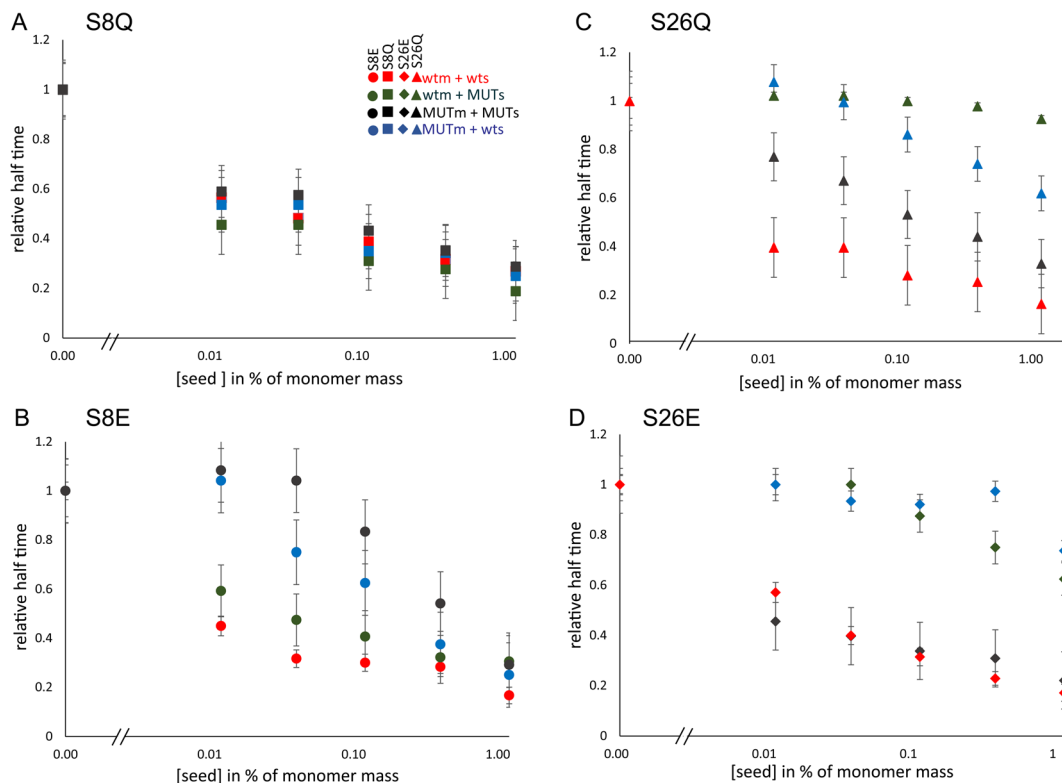 A S8Q
1.2
1
0.8
0.6
0.4
0.2
0
relative half time
0.00
0.01
0.10
1.00
[seed ] in % of monomer mass
S8E
S8Q
S26E
S26Q
wtm + wts
wtm + MUTs
MUTm + MUTs
MUTm + wts
C S26Q
1.2
1
0.8
0.6
0.4
0.2
0
relative half time
0.00
0.01
0.10
1.00
[seed] in % of monomer mass
B S8E
1.2
1
0.8
0.6
0.4
0.2
0
relative half time
0.00
0.01
0.10
1.00
[seed] in % of monomer mass
D S26E
1.2
1
0.8
0.6
0.4
0.2
0
relative half time
0.00
0.01
0.1
1
[seed] in % of monomer mass